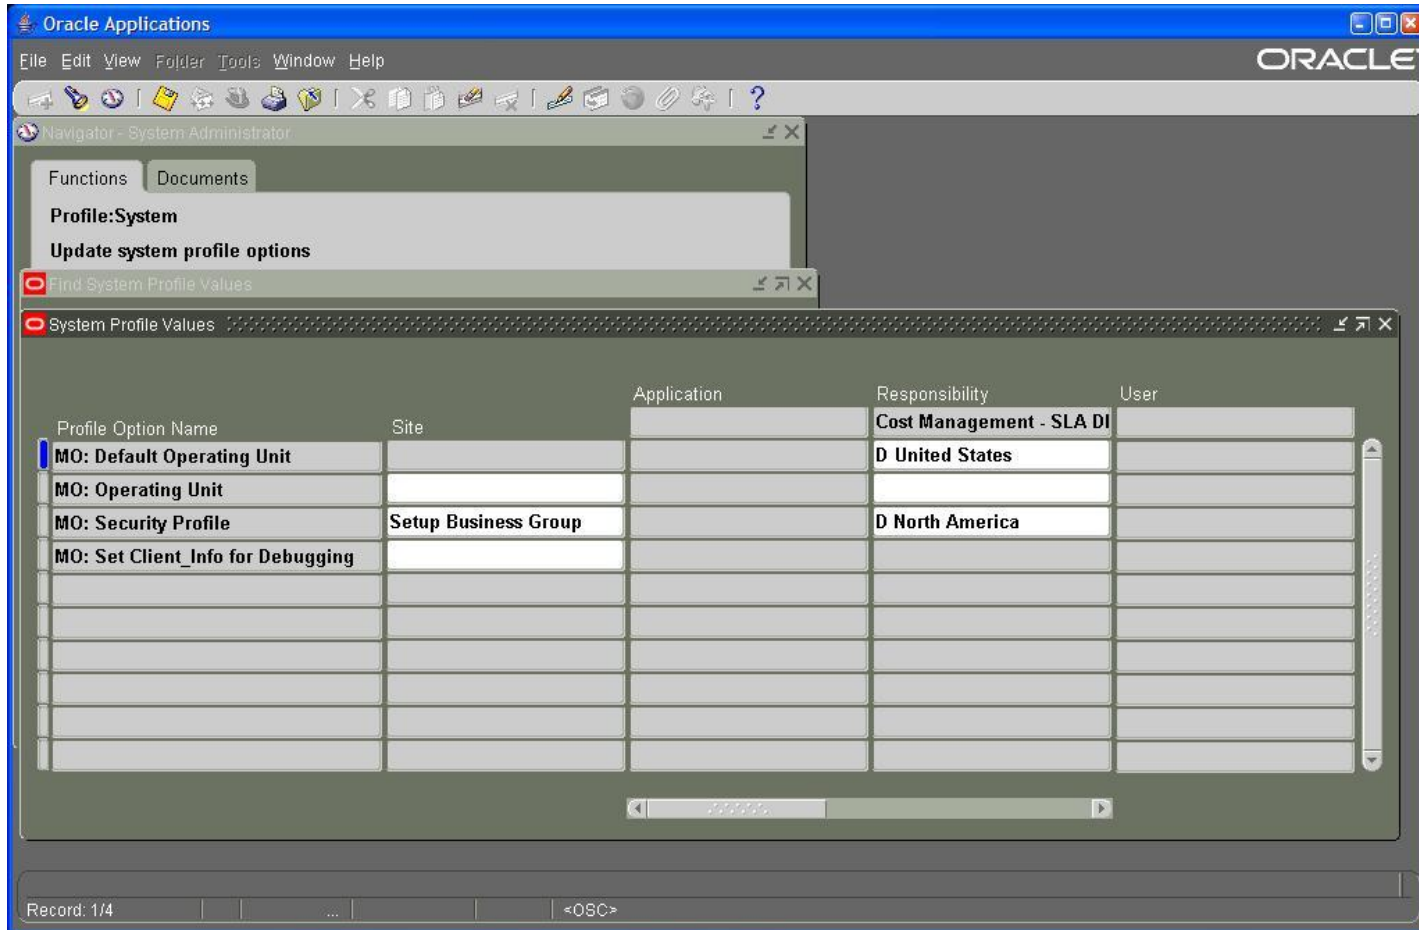 Oracle Applications
File Edit View Folder Tools Window Help
ORACLE
Navigator - System Administrator
Functions Documents
Profile:System
Update system profile options
Find System Profile Values
System Profile Values
Application Responsibility User
Profile Option Name Site Cost Management - SLA DI
MO: Default Operating Unit D United States
MO: Operating Unit
MO: Security Profile Setup Business Group D North America
MO: Set Client_Info for Debugging
Record: 1/4 ... <OSC>